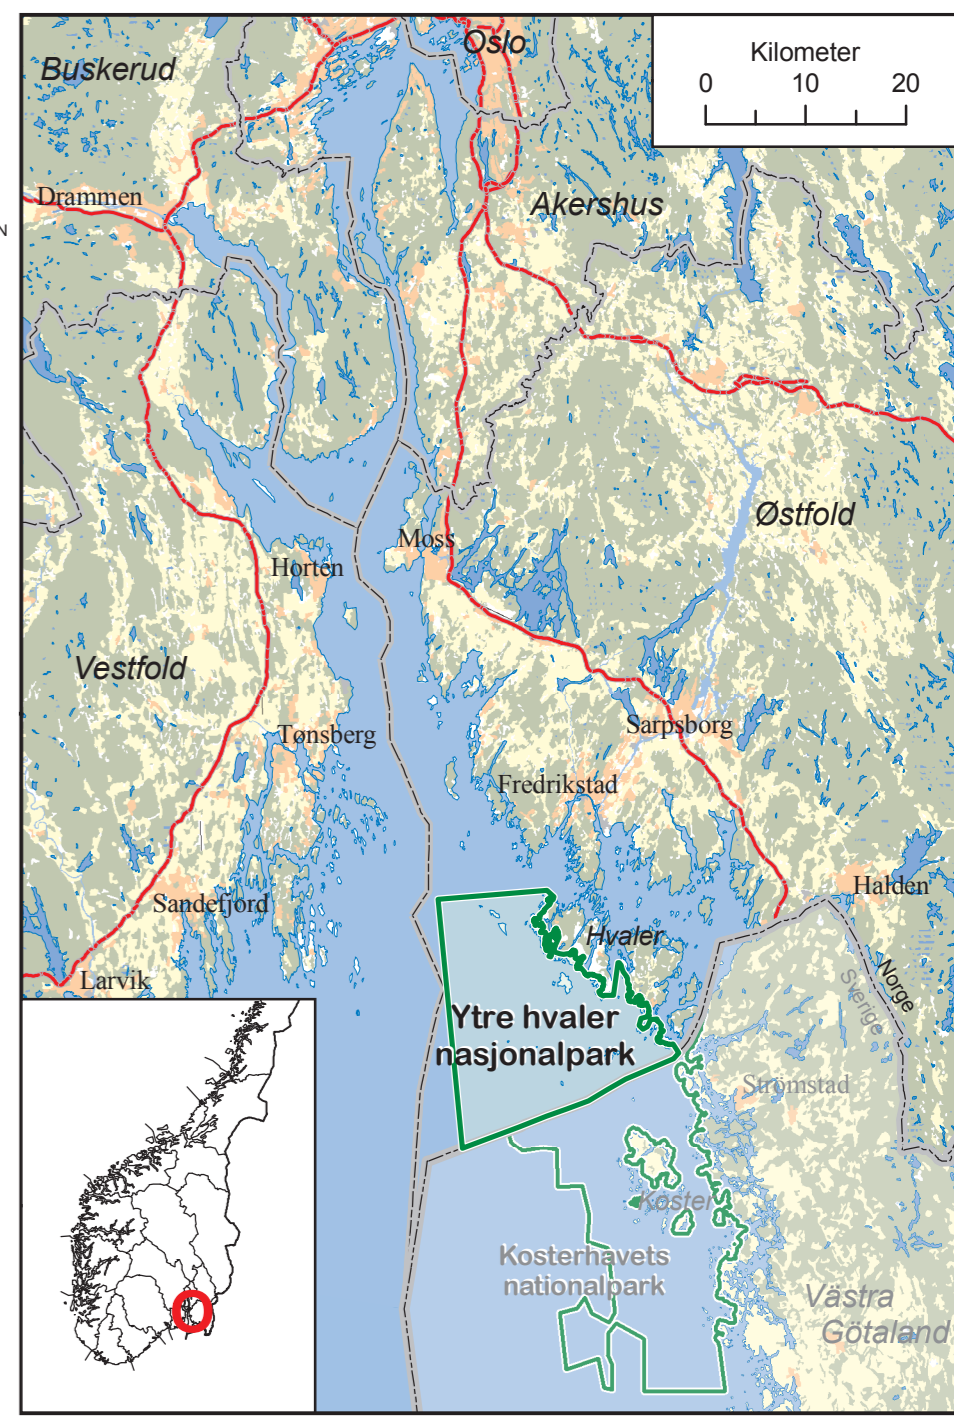 Oslo
Buskerud
Kilometer
0 10 20
Drammen
Akershus
N
Østfold
Moss
Horten
Vestfold
Sarpsborg
Tønsberg
Fredrikstad
Halden
Sandefjord
Hvaler
Larvik
Norge
Sverige
Ytre hvaler
nasjonalpark
Strömstad
Koster
Kosterhavets
nationalpark
Västra
Götaland